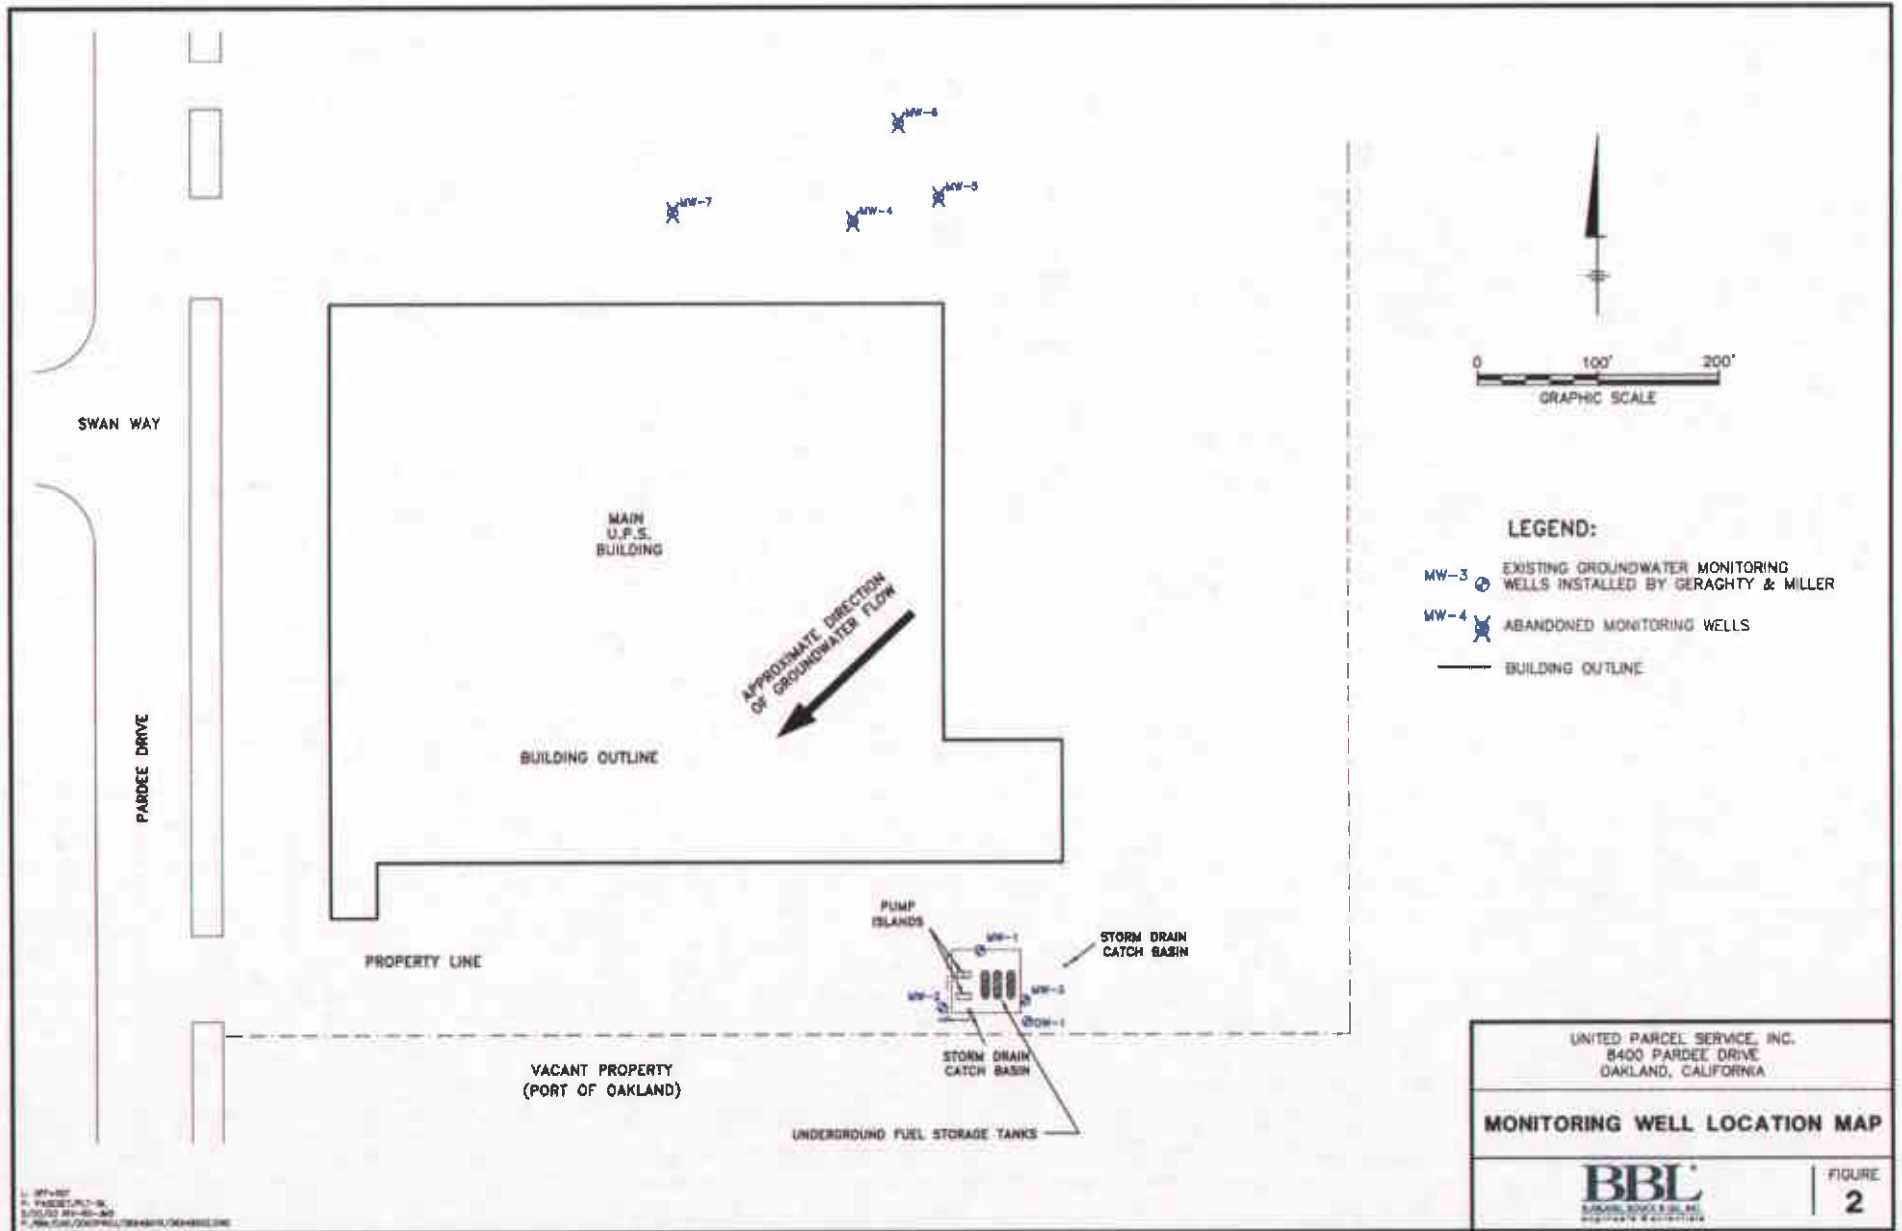 MW-6
MW-5
MW-7
MW-4
SWAN WAY
0 100' 200'
GRAPHIC SCALE
MAIN
U.P.S.
BUILDING
LEGEND:
MW-3 EXISTING GROUNDWATER MONITORING
WELLS INSTALLED BY GERAGHTY & MILLER
MW-4 ABANDONED MONITORING WELLS
BUILDING OUTLINE
APPROXIMATE DIRECTION
OF GROUNDWATER FLOW
PARDEE DRIVE
BUILDING OUTLINE
PUMP
ISLANDS
MW-1
STORM DRAIN
CATCH BASIN
PROPERTY LINE
MW-2
MW-3
STORM DRAIN
CATCH BASIN
VACANT PROPERTY
(PORT OF OAKLAND)
UNDERGROUND FUEL STORAGE TANKS
UNITED PARCEL SERVICE, INC.
8400 PARDEE DRIVE
OAKLAND, CALIFORNIA
MONITORING WELL LOCATION MAP
BBL
FIGURE
2